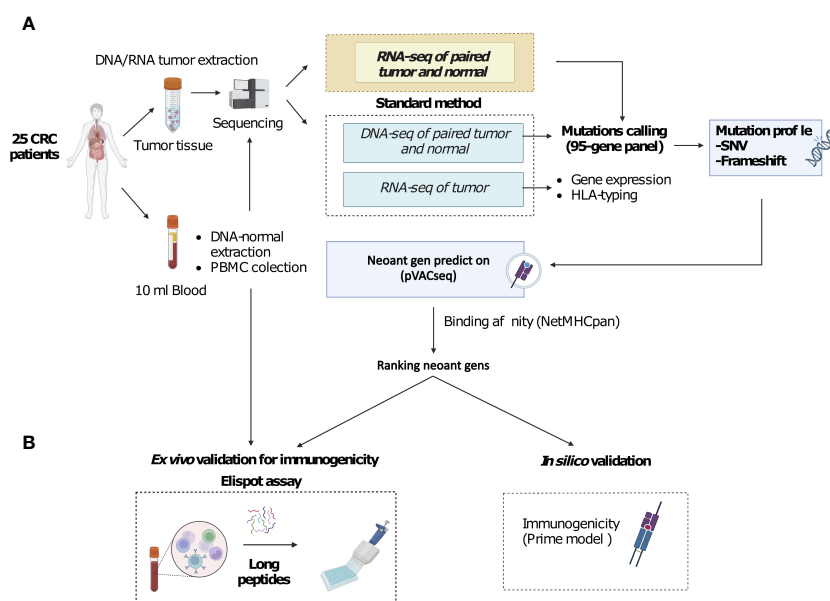 A
DNA/RNA tumor extraction
25 CRC
patients
Tumor tissue
Sequencing
10 ml Blood
• DNA-normal
extraction
• PBMC colection
RNA-seq of paired
tumor and normal
Standard method
DNA-seq of paired tumor
and normal
RNA-seq of tumor
Mutations calling
(95-gene panel)
• Gene expression
• HLA-typing
Mutation prof le
-SNV
-Frameshift
Neoant gen predict on
(pVACseq)
Binding af nity (NetMHCpan)
Ranking neoant gens
B
Ex vivo validation for immunogenicity
Elispot assay
Long
peptides
In silico validation
Immunogenicity
(Prime model )